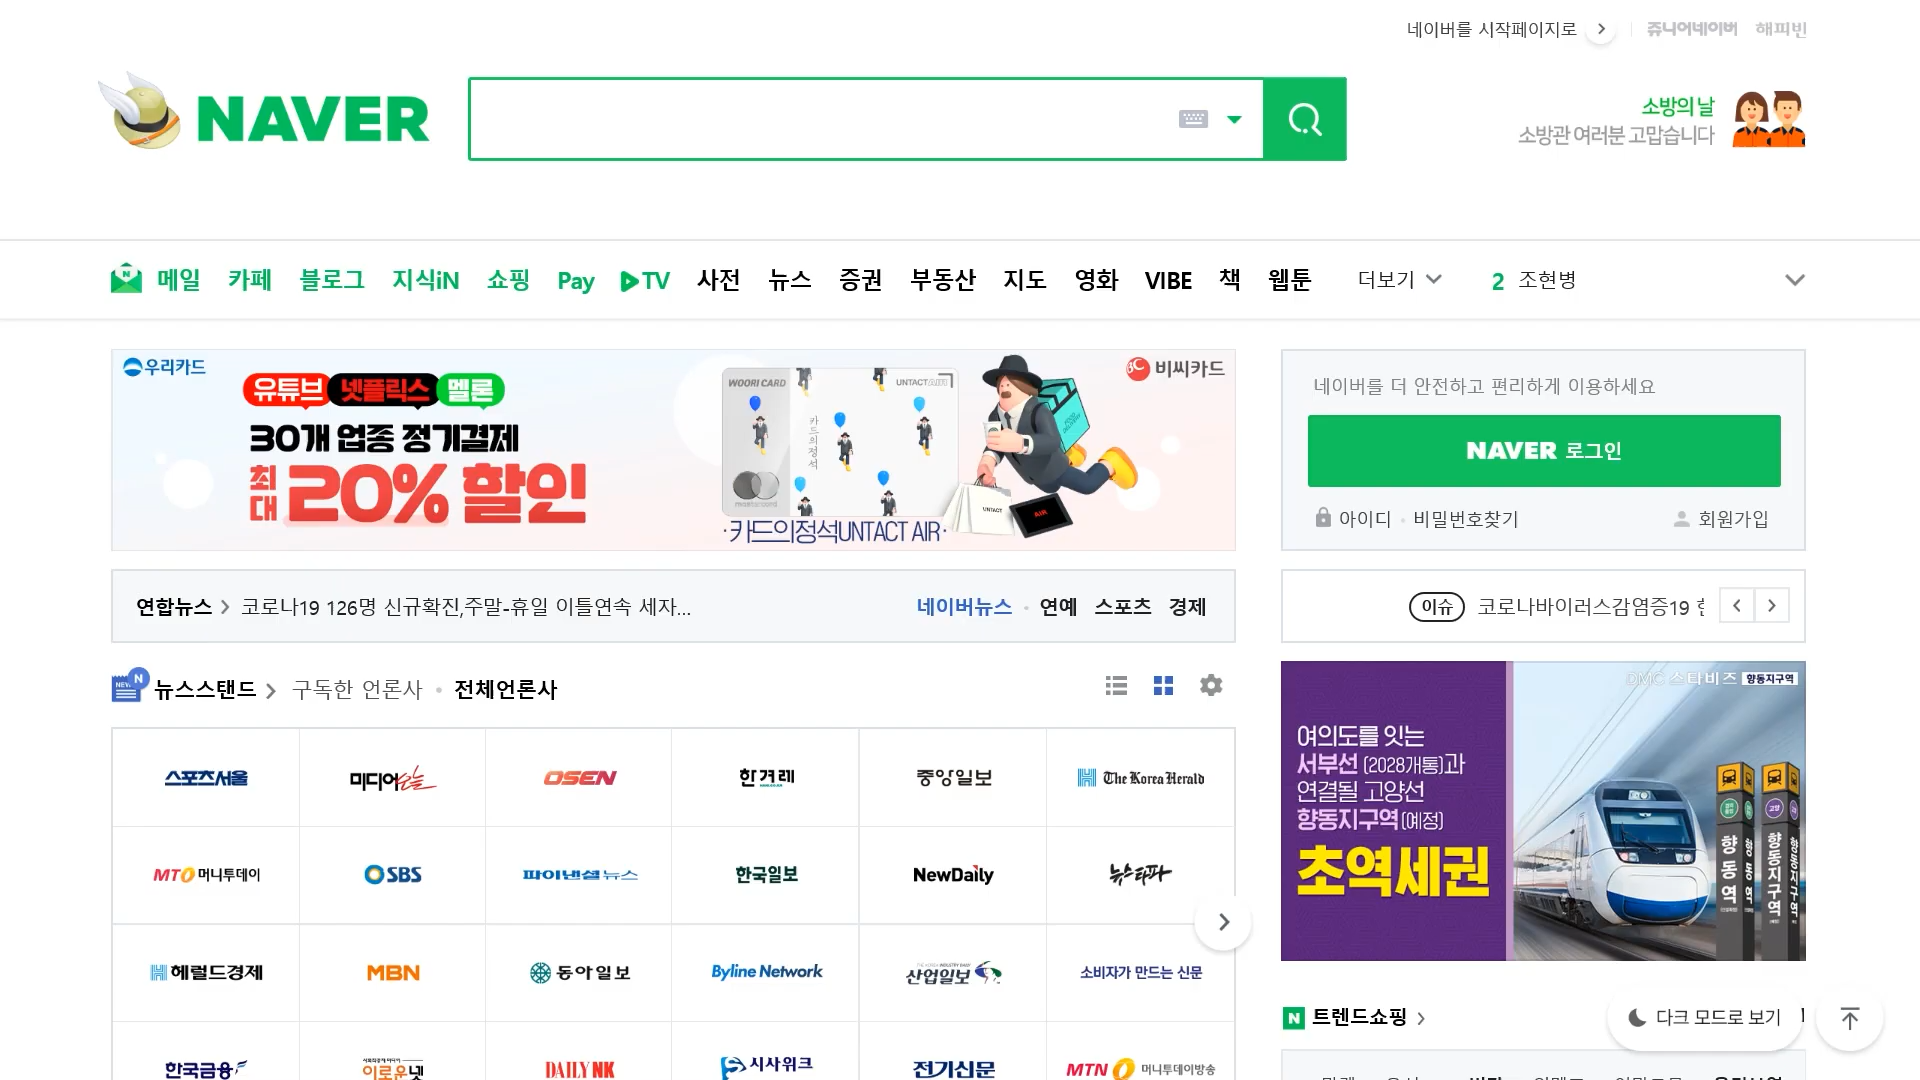 네이버를 시작페이지로
쥬니어네이버 해피빈
NAVER
소방의 날
소방관 여러분 고맙습니다
메일 카페 블로그 지식iN 쇼핑 Pay TV 사전 뉴스 증권 부동산 지도 영화 VIBE 책 웹툰 더보기 2 조현병
우리카드
유튜브 넷플릭스 멜론
30개 업종 정기결제
최대 20% 할인
WOORI CARD
UNTACT AIR
카드의정석
mastercard
FOOD DELIVERY
UNTACT
AIR
·카드의정석UNTACT AIR·
BC 비씨카드
네이버를 더 안전하고 편리하게 이용하세요
NAVER 로그인
아이디 · 비밀번호찾기 회원가입
연합뉴스 코로나19 126명 신규확진,주말-휴일 이틀연속 세자...
네이버뉴스 · 연예 스포츠 경제
이슈 코로나바이러스감염증19
NEW N 뉴스스탠드 구독한 언론사 · 전체언론사
스포츠서울 미디어오늘 OSEN 한겨레 중앙일보 The Korea Herald
MTO 머니투데이 SBS 파이낸셜뉴스 한국일보 NewDaily 뉴스타파
헤럴드경제 MBN 동아일보 Byline Network 산업일보 소비자가 만드는 신문
한국금융 이로운넷 DAILY NK 시사위크 전기신문 MTN 머니투데이방송
DMC 스타비즈 향동지구역
여의도를 잇는
서부선 (2028개통)과
연결될 고양선
향동지구역(예정)
초역세권
향동역
향동지구역
N 트렌드쇼핑
다크 모드로 보기